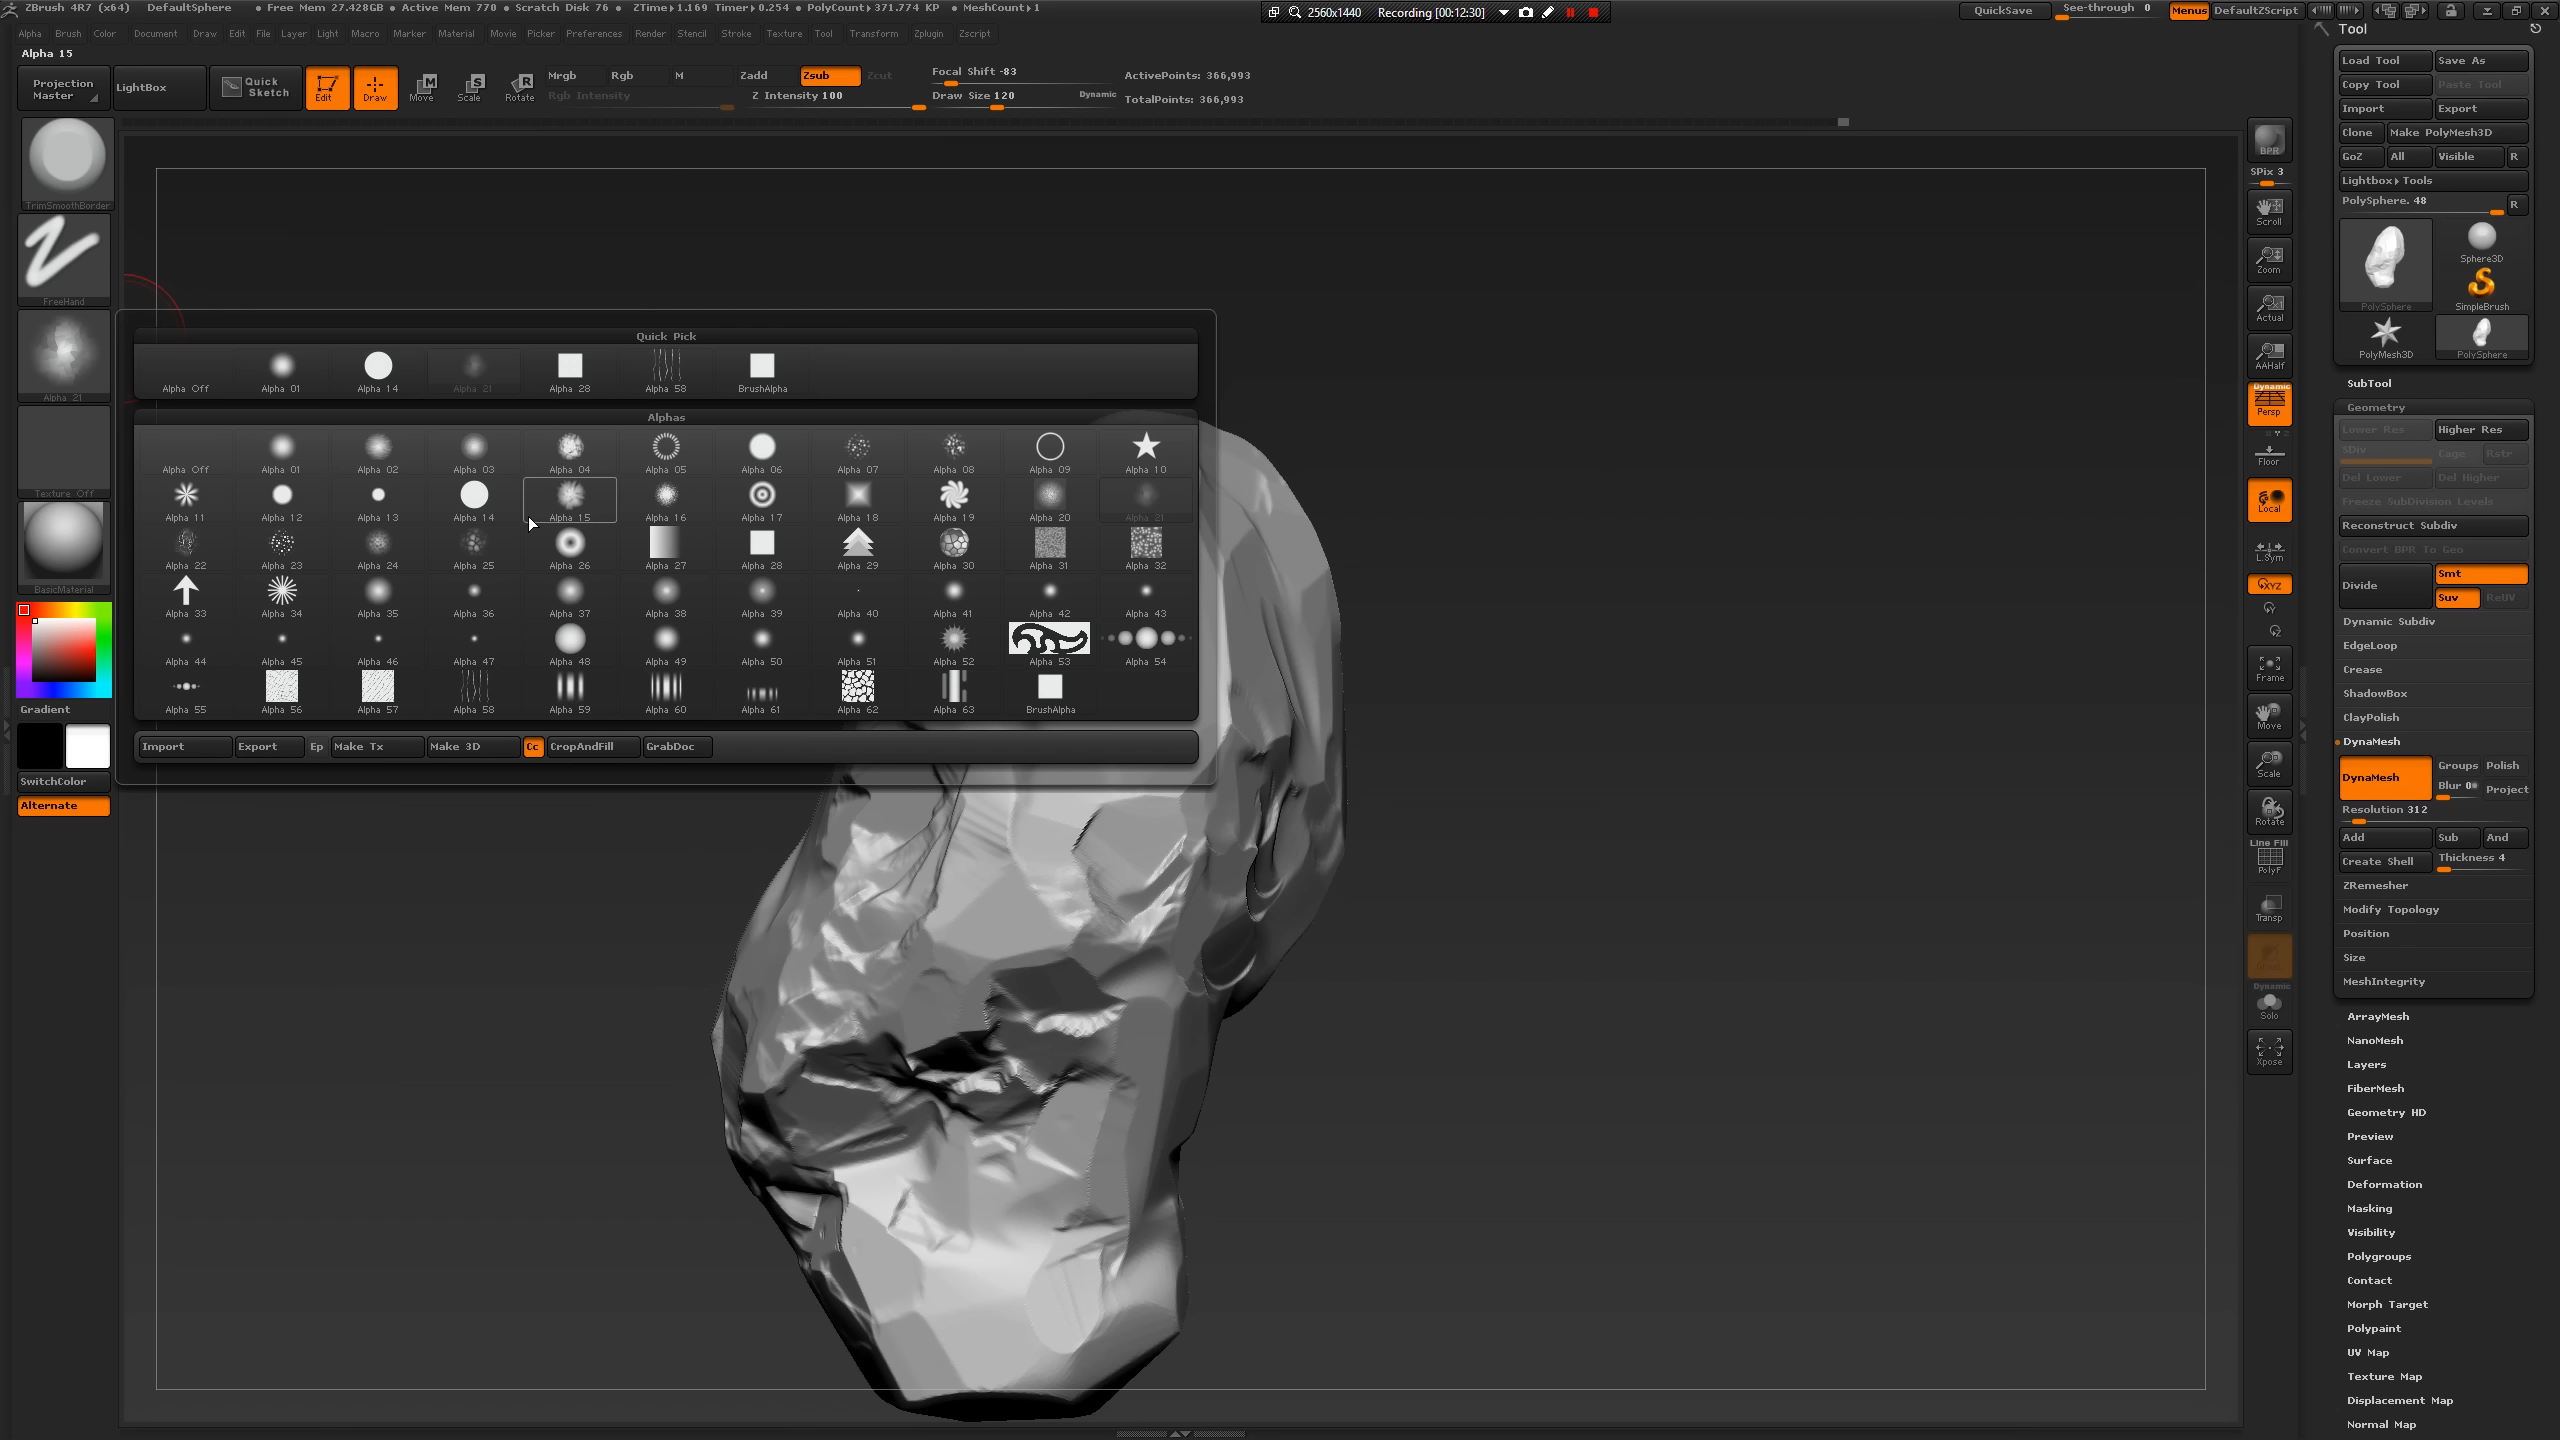 ZBrush 4R7 (x64) DefaultSphere • Free Mem 27.428GB • Active Mem 770 • Scratch Disk 76 • ZTime▸1.169 Timer▸0.254 • PolyCount▸371.774 KP • MeshCount▸1
2560x1440 Recording [00:12:30]
QuickSave See-through 0 Menus DefaultZScript
Alpha Brush Color Document Draw Edit File Layer Light Macro Marker Material Movie Picker Preferences Render Stencil Stroke Texture Tool Transform Zplugin Zscript
Alpha 15
Projection Master
LightBox
Quick Sketch
Edit Draw Move Scale Rotate
Mrgb Rgb M
Rgb Intensity
Zadd Zsub Zcut
Z Intensity 100
Focal Shift -83
Draw Size 120 Dynamic
ActivePoints: 366,993
TotalPoints: 366,993
TrimSmoothBorder
FreeHand
Alpha 21
Texture Off
BasicMaterial
Gradient
SwitchColor
Alternate
Quick Pick
Alpha Off Alpha 01 Alpha 14 Alpha 21 Alpha 28 Alpha 58 BrushAlpha
Alphas
Alpha Off Alpha 01 Alpha 02 Alpha 03 Alpha 04 Alpha 05 Alpha 06 Alpha 07 Alpha 08 Alpha 09 Alpha 10
Alpha 11 Alpha 12 Alpha 13 Alpha 14 Alpha 15 Alpha 16 Alpha 17 Alpha 18 Alpha 19 Alpha 20 Alpha 21
Alpha 22 Alpha 23 Alpha 24 Alpha 25 Alpha 26 Alpha 27 Alpha 28 Alpha 29 Alpha 30 Alpha 31 Alpha 32
Alpha 33 Alpha 34 Alpha 35 Alpha 36 Alpha 37 Alpha 38 Alpha 39 Alpha 40 Alpha 41 Alpha 42 Alpha 43
Alpha 44 Alpha 45 Alpha 46 Alpha 47 Alpha 48 Alpha 49 Alpha 50 Alpha 51 Alpha 52 Alpha 53 Alpha 54
Alpha 55 Alpha 56 Alpha 57 Alpha 58 Alpha 59 Alpha 60 Alpha 61 Alpha 62 Alpha 63 BrushAlpha
Import Export Ep Make Tx Make 3D Cc CropAndFill GrabDoc
BPR
SPix 3
Scroll
Zoom
Actual
AAHalf
Dynamic
Persp
Floor
Local
L.Sym
XYZ
Frame
Move
Scale
Rotate
Line Fill
PolyF
Transp
Dynamic
Solo
Xpose
Tool
Load Tool Save As
Copy Tool Paste Tool
Import Export
Clone Make PolyMesh3D
GoZ All Visible R
Lightbox▸Tools
PolySphere. 48 R
PolySphere Sphere3D
SimpleBrush
PolyMesh3D PolySphere
SubTool
Geometry
Lower Res Higher Res
SDiv Cage Rstr
Del Lower Del Higher
Freeze SubDivision Levels
Reconstruct Subdiv
Convert BPR To Geo
Divide Smt
Suv ReUV
Dynamic Subdiv
EdgeLoop
Crease
ShadowBox
ClayPolish
DynaMesh
DynaMesh Groups Polish
Blur 0 Project
Resolution 312
Add Sub And
Create Shell Thickness 4
ZRemesher
Modify Topology
Position
Size
MeshIntegrity
ArrayMesh
NanoMesh
Layers
FiberMesh
Geometry HD
Preview
Surface
Deformation
Masking
Visibility
Polygroups
Contact
Morph Target
Polypaint
UV Map
Texture Map
Displacement Map
Normal Map